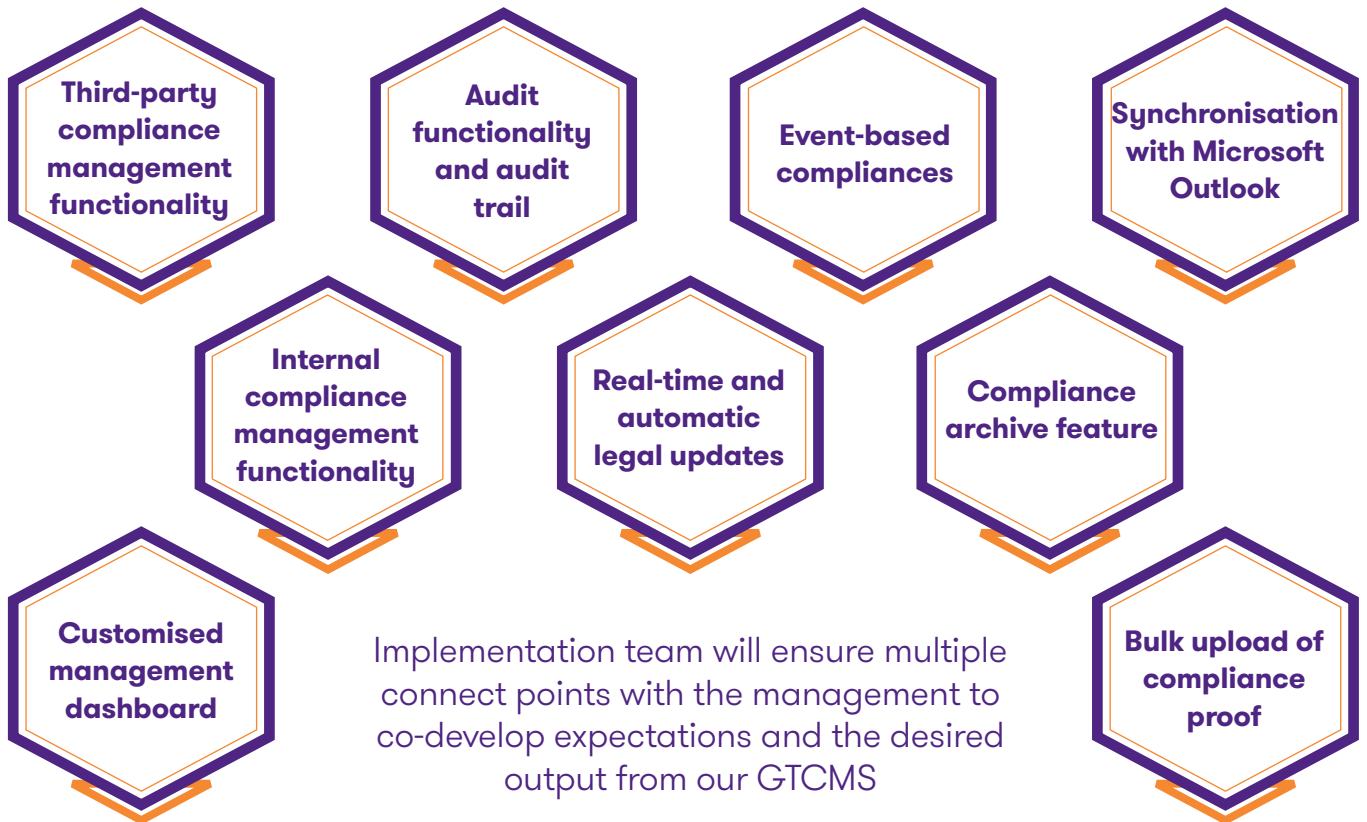 Third-party
compliance
management
functionality
Audit
functionality
and audit
trail
Event-based
compliances
Synchronisation
with Microsoft
Outlook
Internal
compliance
management
functionality
Real-time and
automatic
legal updates
Compliance
archive feature
Customised
management
dashboard
Implementation team will ensure multiple
connect points with the management to
co-develop expectations and the desired
output from our GTCMS
Bulk upload of
compliance
proof